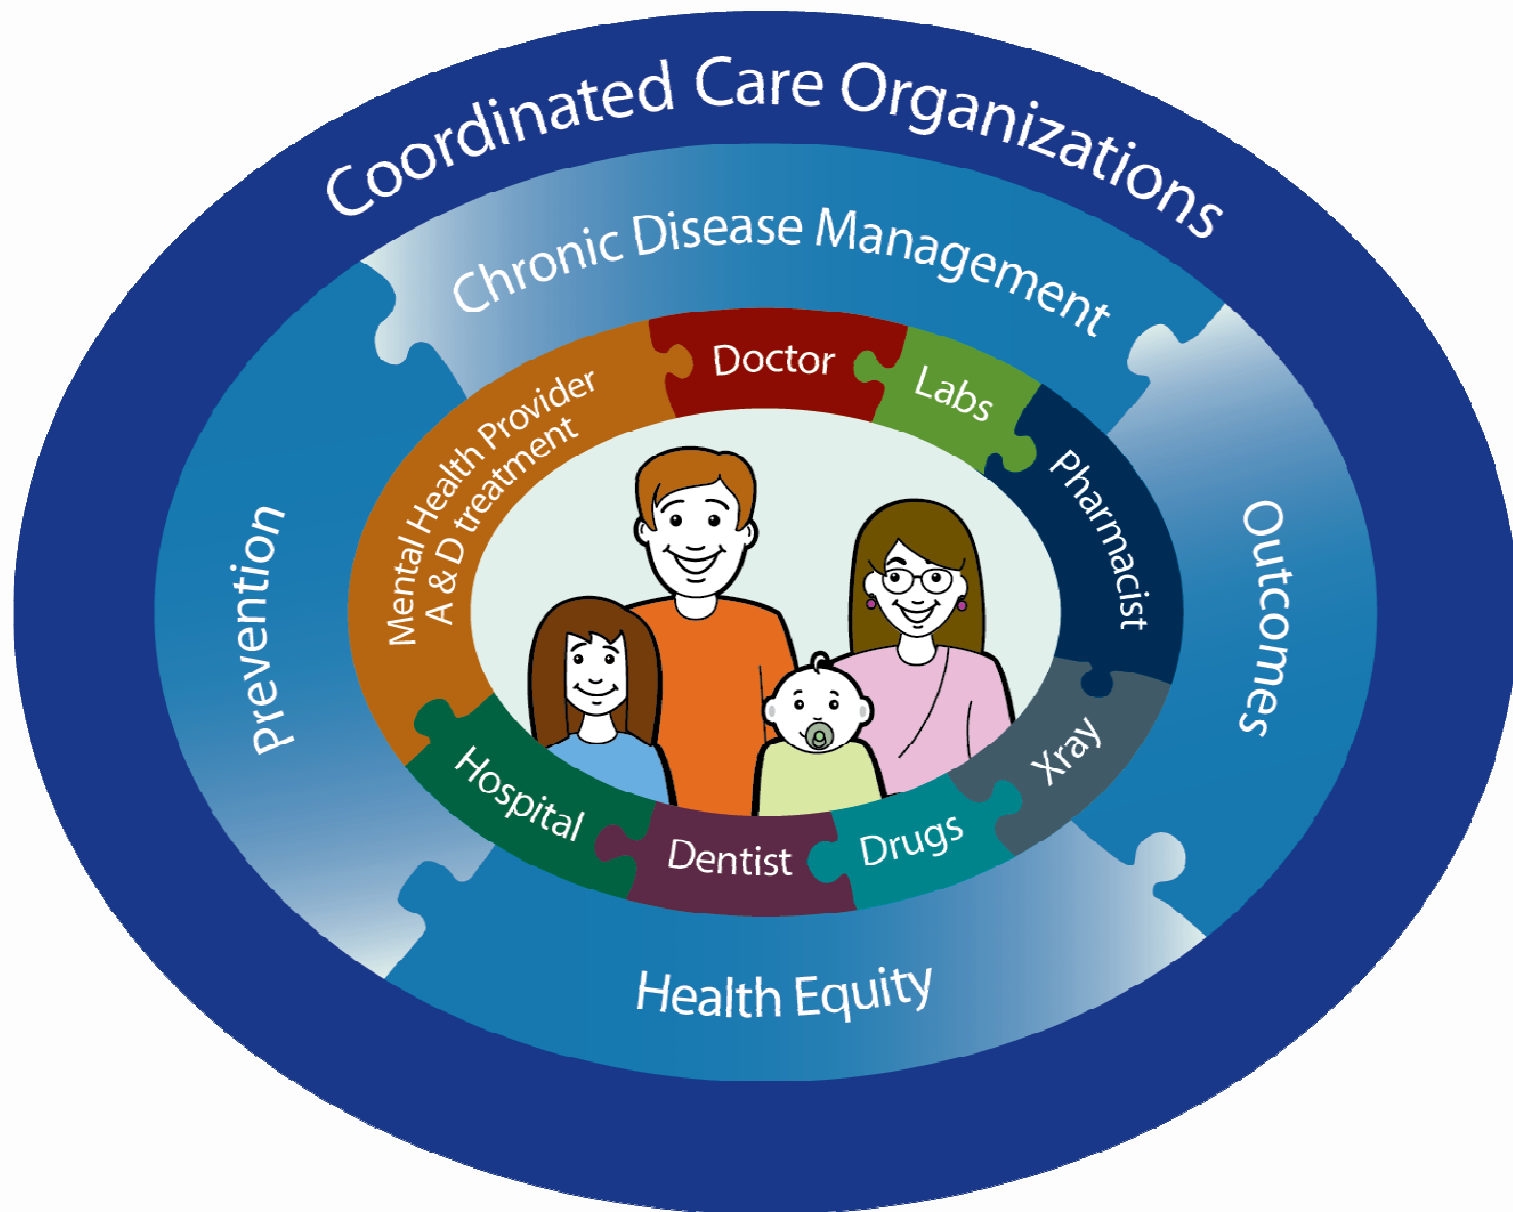 Coordinated Care Organizations
Chronic Disease Management
Outcomes
Health Equity
Prevention
Doctor
Labs
Pharmacist
Xray
Drugs
Dentist
Hospital
Mental Health Provider
A & D treatment